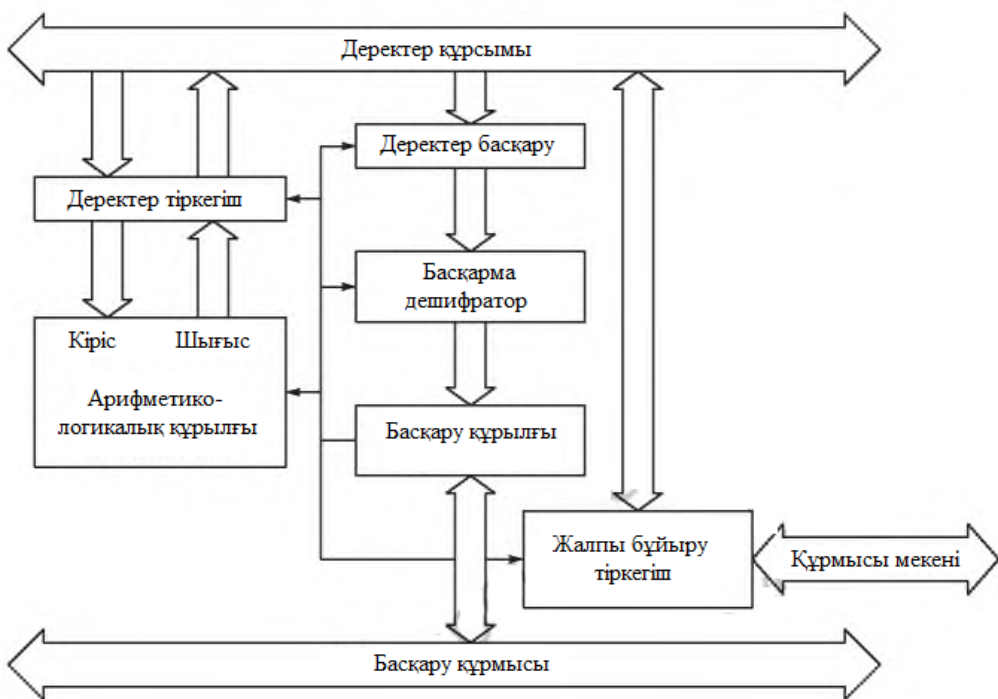 Деректер құрсымы
Деректер басқару
Деректер тіркегіш
Басқарма
дешифратор
Кіріс Шығыс
Арифметико-
логикалық құрылғы
Басқару құрылғы
Жалпы бұйыру
тіркегіш
Құрмысы мекені
Басқару құрмысы